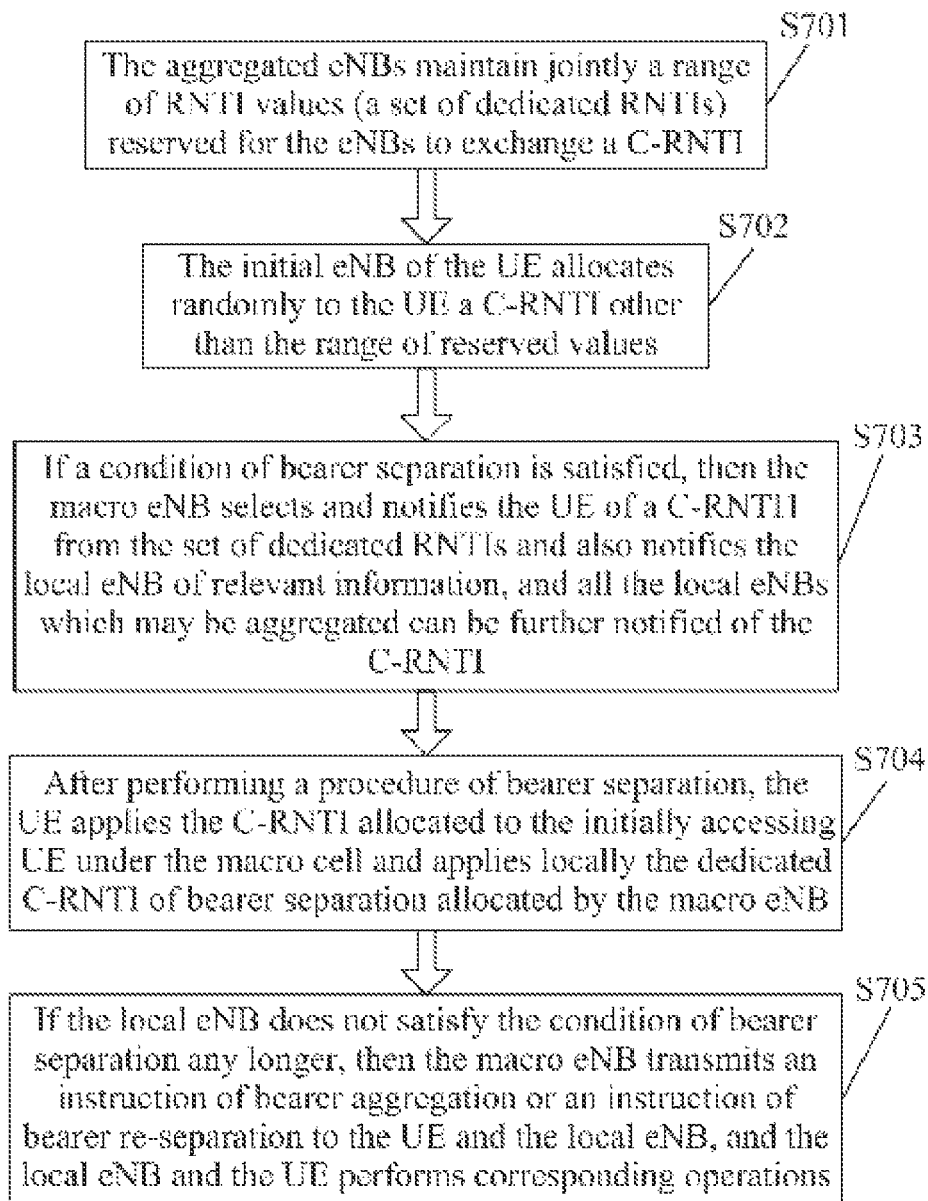 S701
The aggregated eNBs maintain jointly a range
of RNTI values (a set of dedicated RNTIs)
reserved for the eNBs to exchange a C-RNTI
S702
The initial eNB of the UE allocates
randomly to the UE a C-RNTI other
than the range of reserved values
S703
If a condition of bearer separation is satisfied, then the
macro eNB selects and notifies the UE of a C-RNTI1
from the set of dedicated RNTIs and also notifies the
local eNB of relevant information, and all the local eNBs
which may be aggregated can be further notified of the
C-RNTI
S704
After performing a procedure of bearer separation, the
UE applies the C-RNTI allocated to the initially accessing
UE under the macro cell and applies locally the dedicated
C-RNTI of bearer separation allocated by the macro eNB
S705
If the local eNB does not satisfy the condition of bearer
separation any longer, then the macro eNB transmits an
instruction of bearer aggregation or an instruction of
bearer re-separation to the UE and the local eNB, and the
local eNB and the UE performs corresponding operations